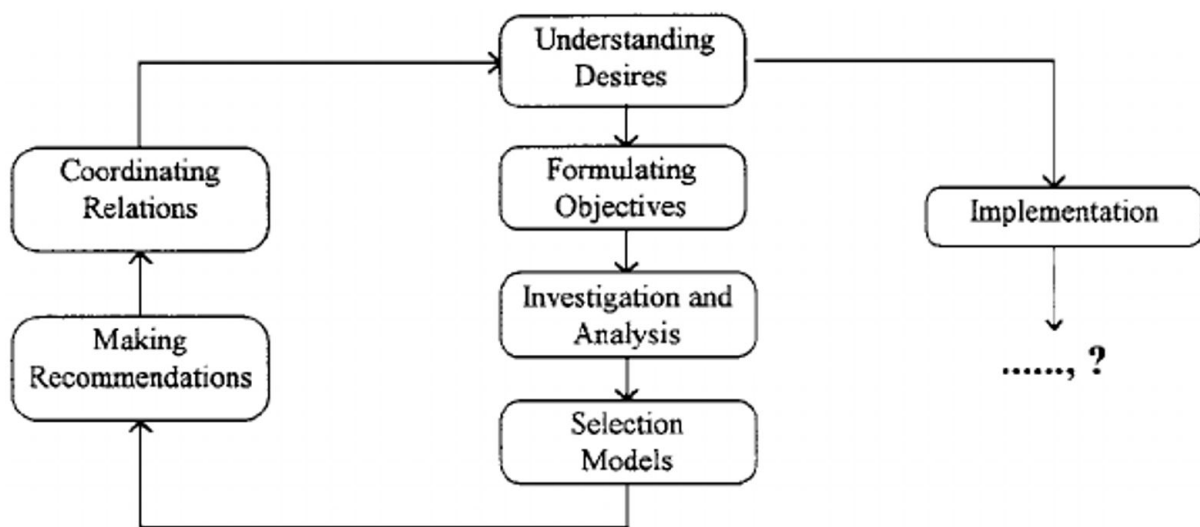 Understanding
Desires
Formulating
Objectives
Investigation and
Analysis
Selection
Models
Making
Recommendations
Coordinating
Relations
Implementation
......, ?